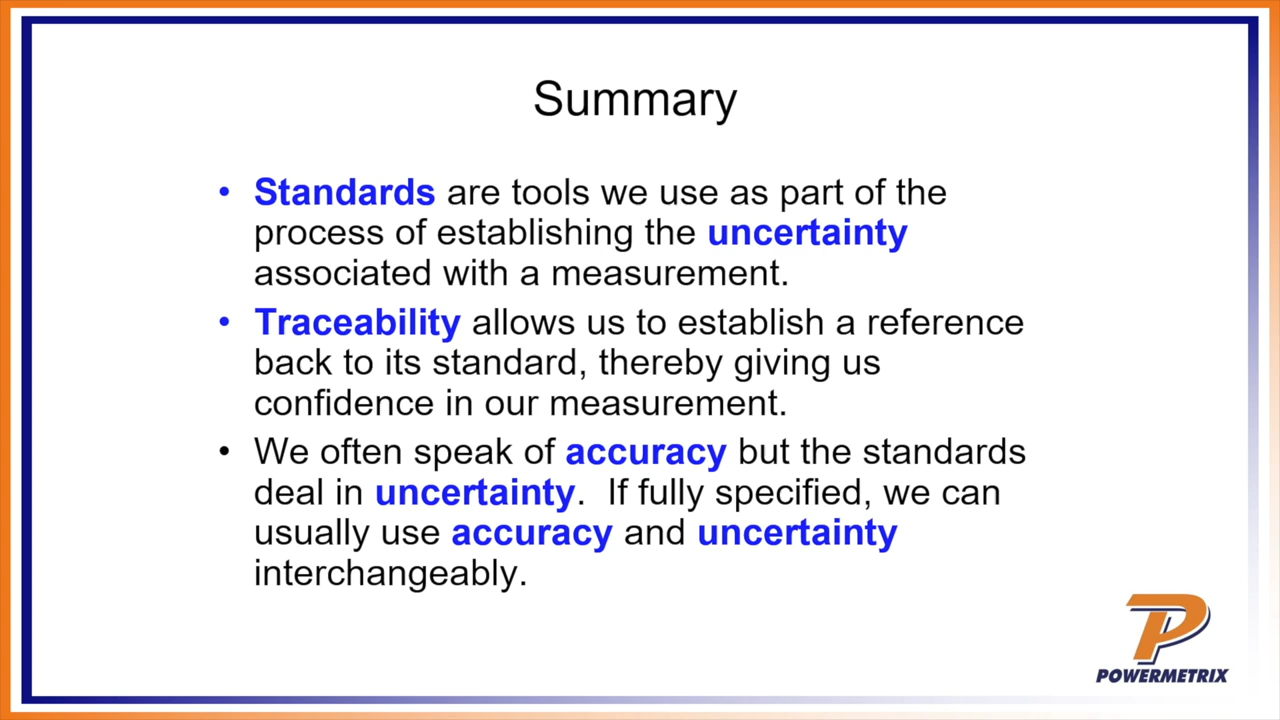 Summary
• Standards are tools we use as part of the
process of establishing the uncertainty
associated with a measurement.
• Traceability allows us to establish a reference
back to its standard, thereby giving us
confidence in our measurement.
• We often speak of accuracy but the standards
deal in uncertainty.  If fully specified, we can
usually use accuracy and uncertainty
interchangeably.
POWERMETRIX